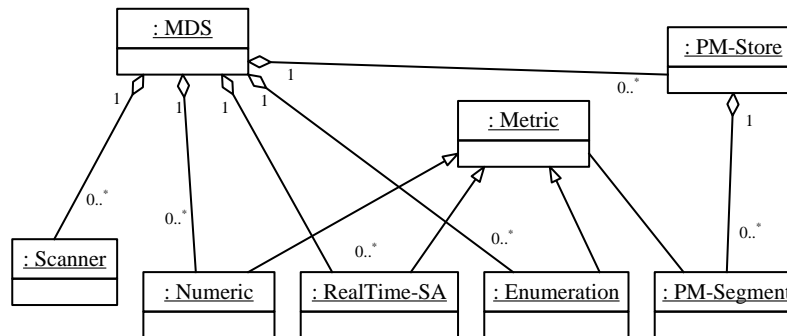 : MDS
: PM-Store
1
0..*
1
1
1
1
1
: Metric
0..*
0..*
0..*
0..*
0..*
: Scanner
: Numeric
: RealTime-SA
: Enumeration
: PM-Segment